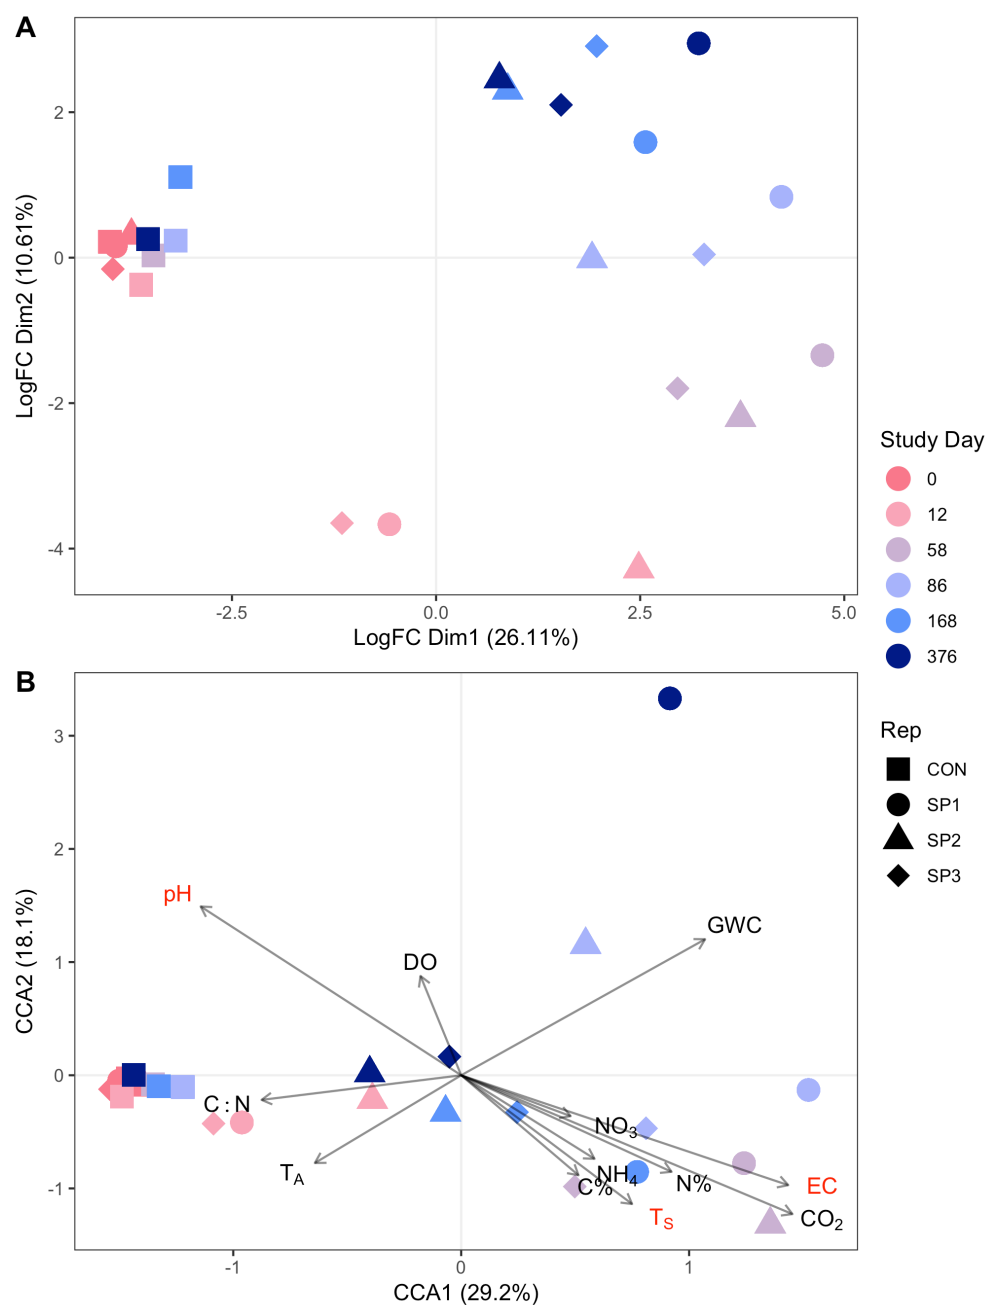 A
2
0
-2
-4
LogFC Dim2 (10.61%)
-2.5
0.0
2.5
5.0
LogFC Dim1 (26.11%)
Study Day
0
12
58
86
168
376
Rep
CON
SP1
SP2
SP3
B
3
2
1
0
-1
CCA2 (18.1%)
pH
DO
GWC
C : N
T_A
NO₃
NH₄
C%
N%
EC
T_S
CO₂
-1
0
1
CCA1 (29.2%)